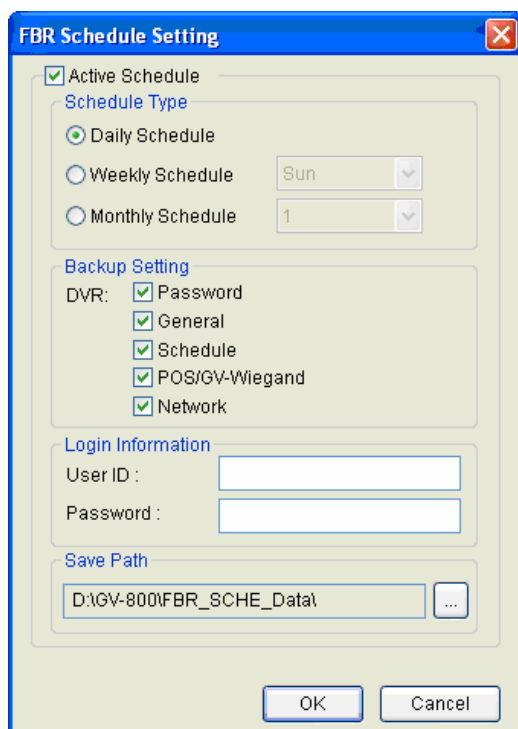 FBR Schedule Setting
Active Schedule
Schedule Type
Daily Schedule
Weekly Schedule Sun
Monthly Schedule 1
Backup Setting
DVR: Password
General
Schedule
POS/GV-Wiegand
Network
Login Information
User ID :
Password :
Save Path
D:\GV-800\FBR_SCHE_Data\ ...
OK Cancel